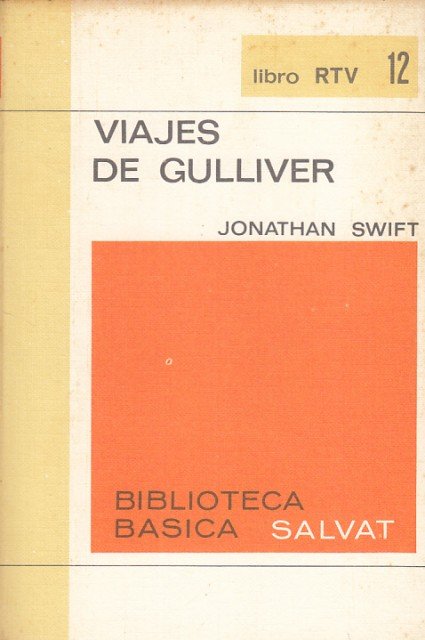 libro RTV 12
VIAJES
DE GULLIVER
JONATHAN SWIFT
BIBLIOTECA
BASICA SALVAT